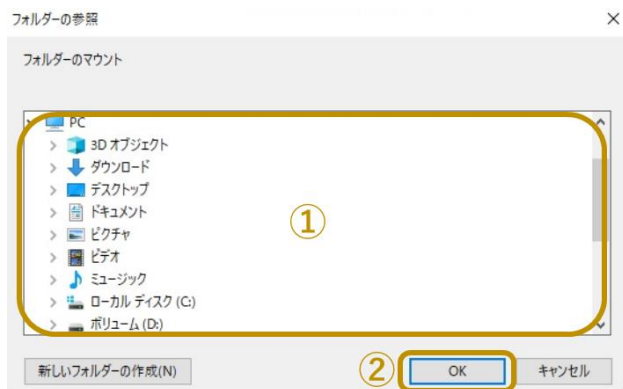 フォルダーの参照
フォルダーのマウント
PC
3D オブジェクト
ダウンロード
デスクトップ
ドキュメント
ピクチャ
ビデオ
ミュージック
ローカル ディスク (C:)
ボリューム (D:)
①
新しいフォルダーの作成(N)
②
OK
キャンセル